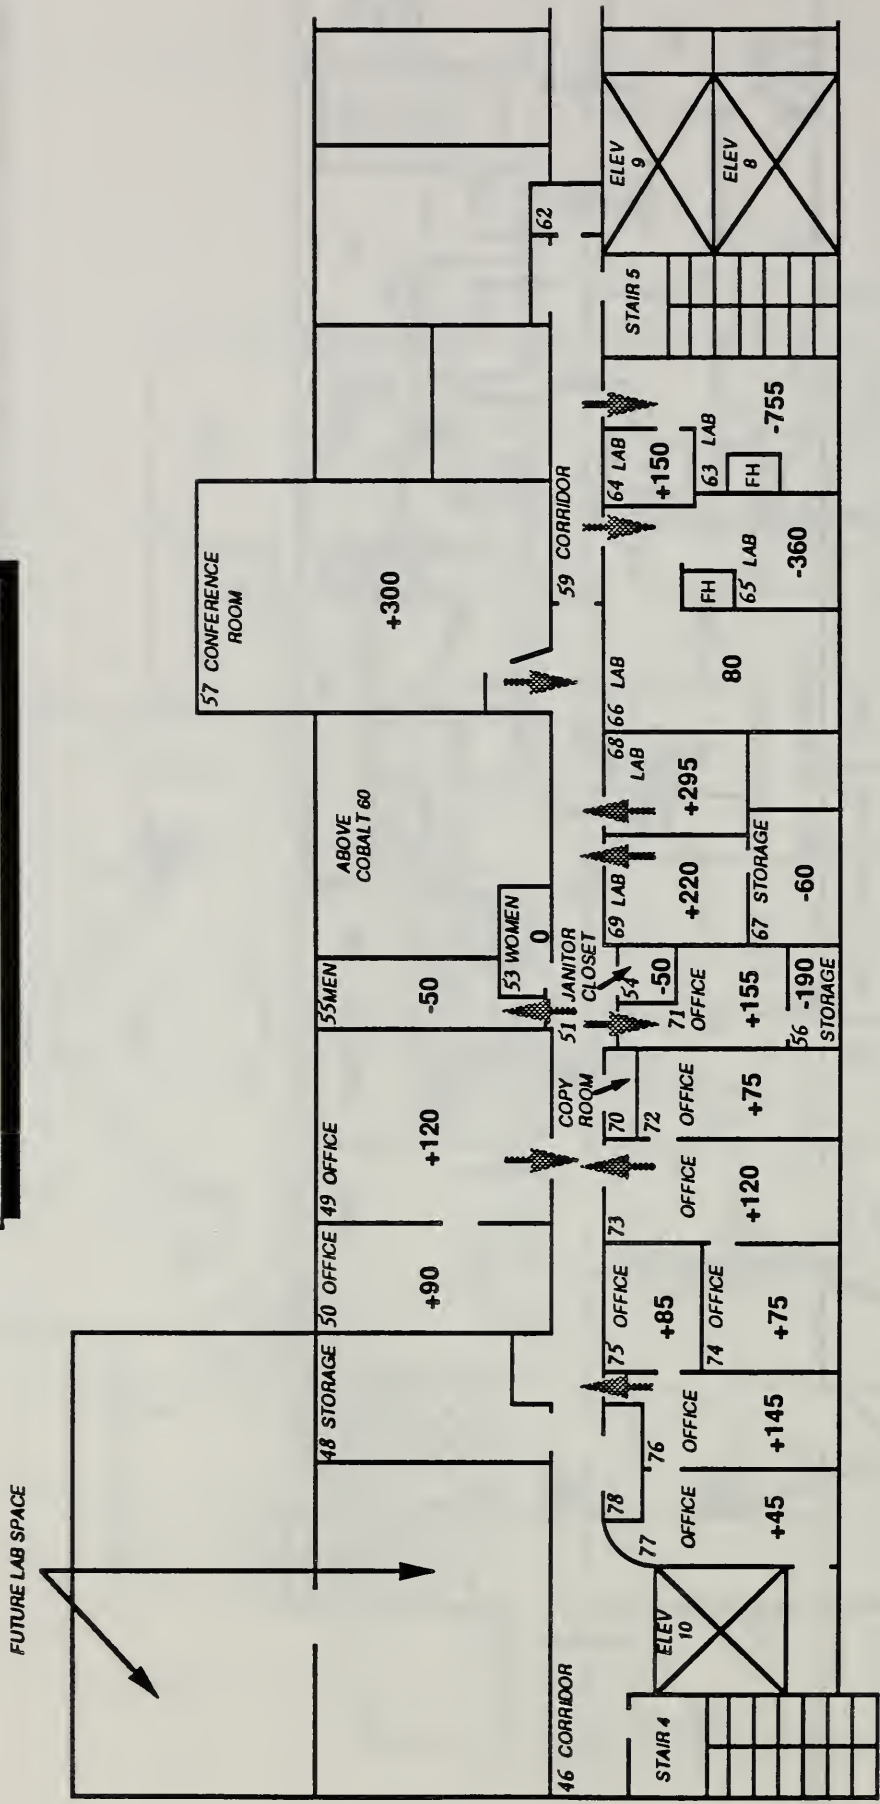 FUTURE LAB SPACE
57 CONFERENCE
ROOM
+300
ABOVE
COBALT 60
55 MEN
-50
53 WOMEN
0
49 OFFICE
+120
50 OFFICE
+90
48 STORAGE
46 CORRIDOR
51
JANITOR
CLOSET
COPY
ROOM
59 CORRIDOR
62
ELEV
9
ELEV
8
STAIR 5
64 LAB
+150
63 LAB
FH
-755
FH
65 LAB
-360
66 LAB
80
68
LAB
+295
69 LAB
+220
67 STORAGE
-60
54
-50
71
OFFICE
+155
56 -190
STORAGE
70
72
OFFICE
+75
73
OFFICE
+120
75 OFFICE
+85
74 OFFICE
+75
76
OFFICE
+145
78
77
OFFICE
+45
ELEV
10
STAIR 4